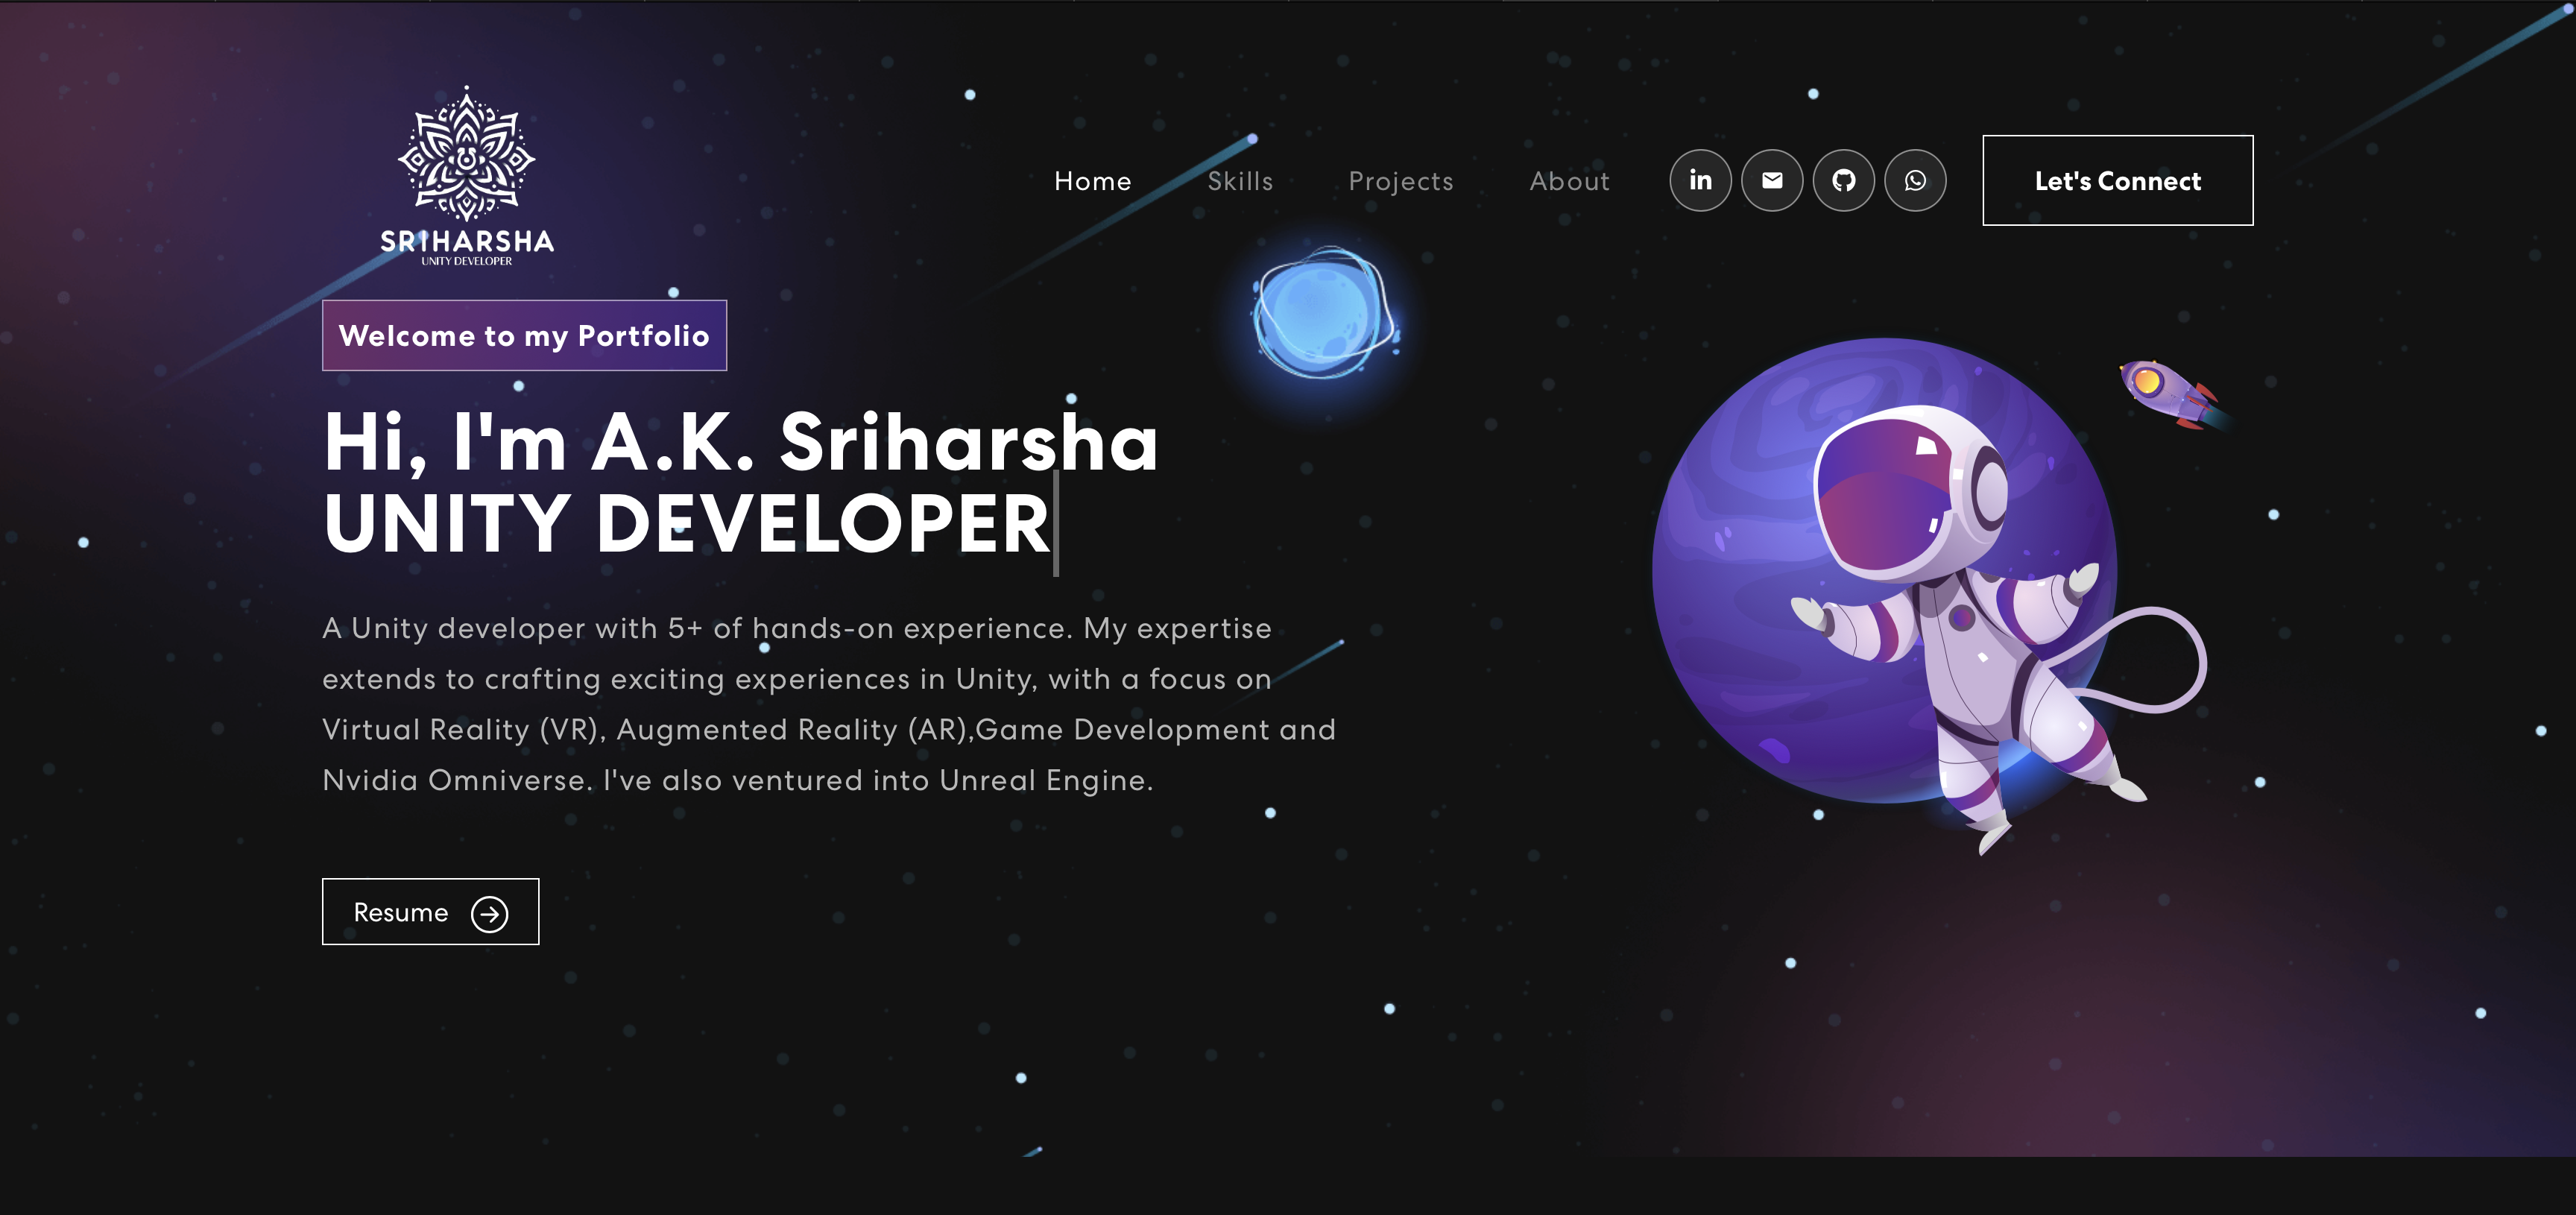 SRIHARSHA
UNITY DEVELOPER
Home Skills Projects About in Let's Connect
Welcome to my Portfolio
Hi, I'm A.K. Sriharsha
UNITY DEVELOPER
A Unity developer with 5+ of hands-on experience. My expertise
extends to crafting exciting experiences in Unity, with a focus on
Virtual Reality (VR), Augmented Reality (AR),Game Development and
Nvidia Omniverse. I've also ventured into Unreal Engine.
Resume